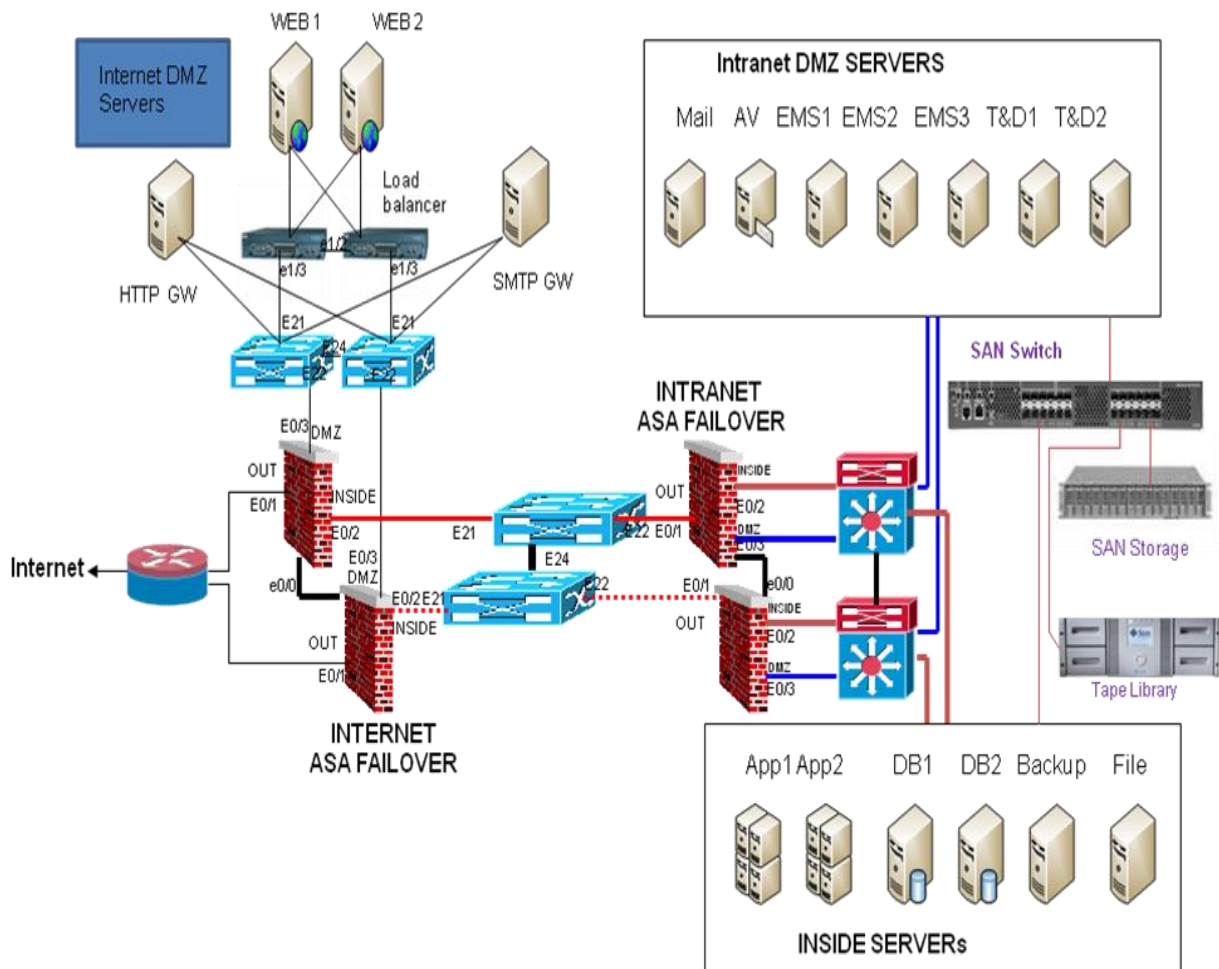 WEB 1
WEB 2
Internet DMZ
Servers
Load
balancer
e1/2
e1/3
e1/3
HTTP GW
SMTP GW
E21
E21
E24
E22
E22
Intranet DMZ SERVERS
Mail
AV
EMS1
EMS2
EMS3
T&D1
T&D2
SAN Switch
SAN Storage
Tape Library
INTRANET
ASA FAILOVER
E0/3
DMZ
OUT
E0/1
INSIDE
E0/2
E21
E22
E24
E22
Internet
e0/0
E0/3
DMZ
E0/2
E21
INSIDE
OUT
E0/1
INTERNET
ASA FAILOVER
OUT
E0/1
INSIDE
E0/2
DMZ
E0/3
e0/0
E0/1
OUT
INSIDE
E0/2
DMZ
E0/3
App1
App2
DB1
DB2
Backup
File
INSIDE SERVERs